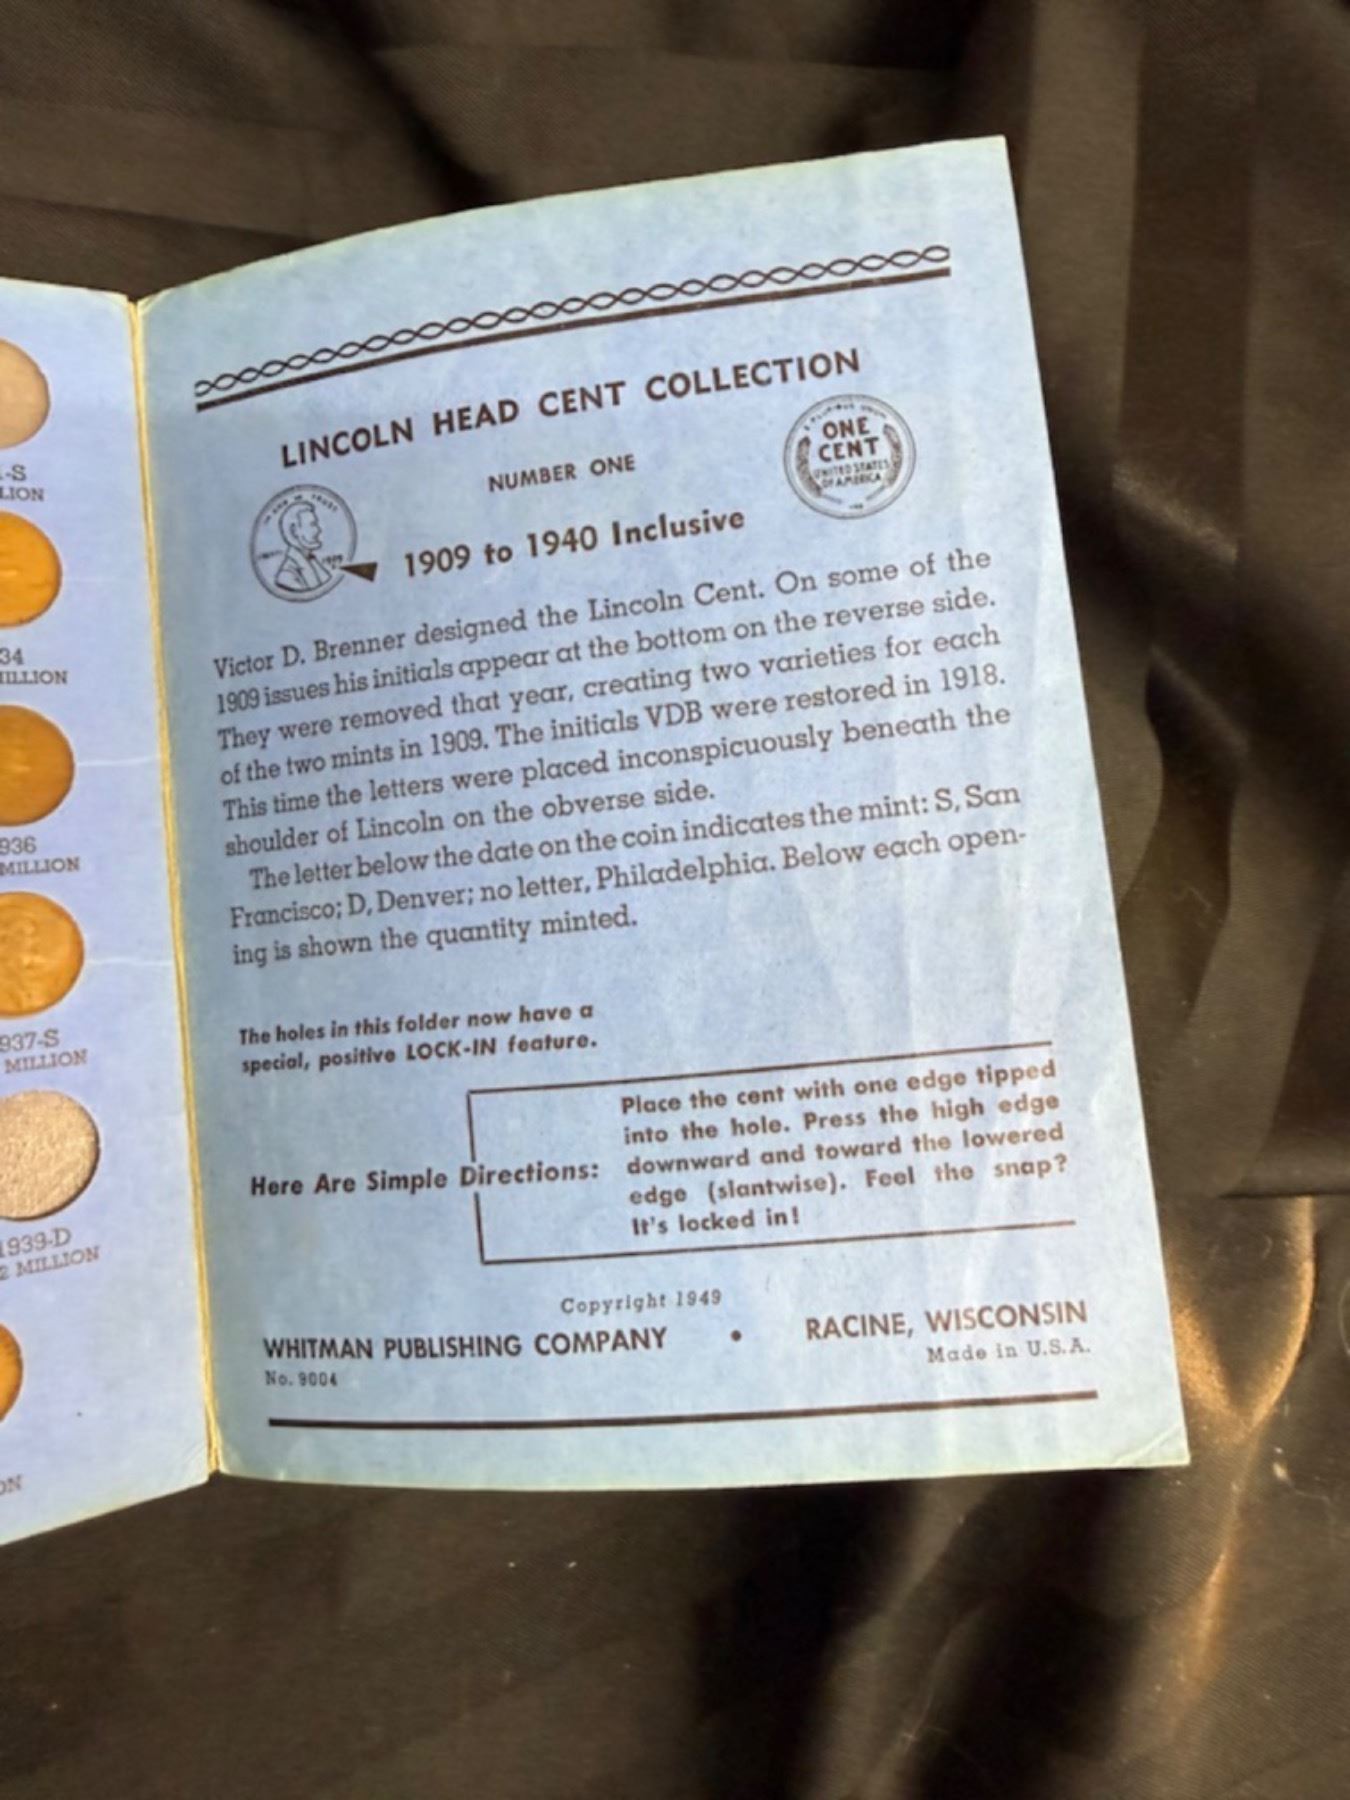 -S
LION
34
ILLION
936
MILLION
937-S
MILLION
1939-D
2 MILLION
ON
LINCOLN HEAD CENT COLLECTION
NUMBER ONE
ONE
CENT
UNITED STATES
OF AMERICA
1909
1909 to 1940 Inclusive
Victor D. Brenner designed the Lincoln Cent. On some of the
1909 issues his initials appear at the bottom on the reverse side.
They were removed that year, creating two varieties for each
of the two mints in 1909. The initials VDB were restored in 1918.
This time the letters were placed inconspicuously beneath the
shoulder of Lincoln on the obverse side.
The letter below the date on the coin indicates the mint: S, San
Francisco; D, Denver; no letter, Philadelphia. Below each open-
ing is shown the quantity minted.
The holes in this folder now have a
special, positive LOCK-IN feature.
Here Are Simple Directions:
Place the cent with one edge tipped
into the hole. Press the high edge
downward and toward the lowered
edge (slantwise). Feel the snap?
It's locked in!
Copyright 1949
WHITMAN PUBLISHING COMPANY • RACINE, WISCONSIN
No. 9004
Made in U.S.A.